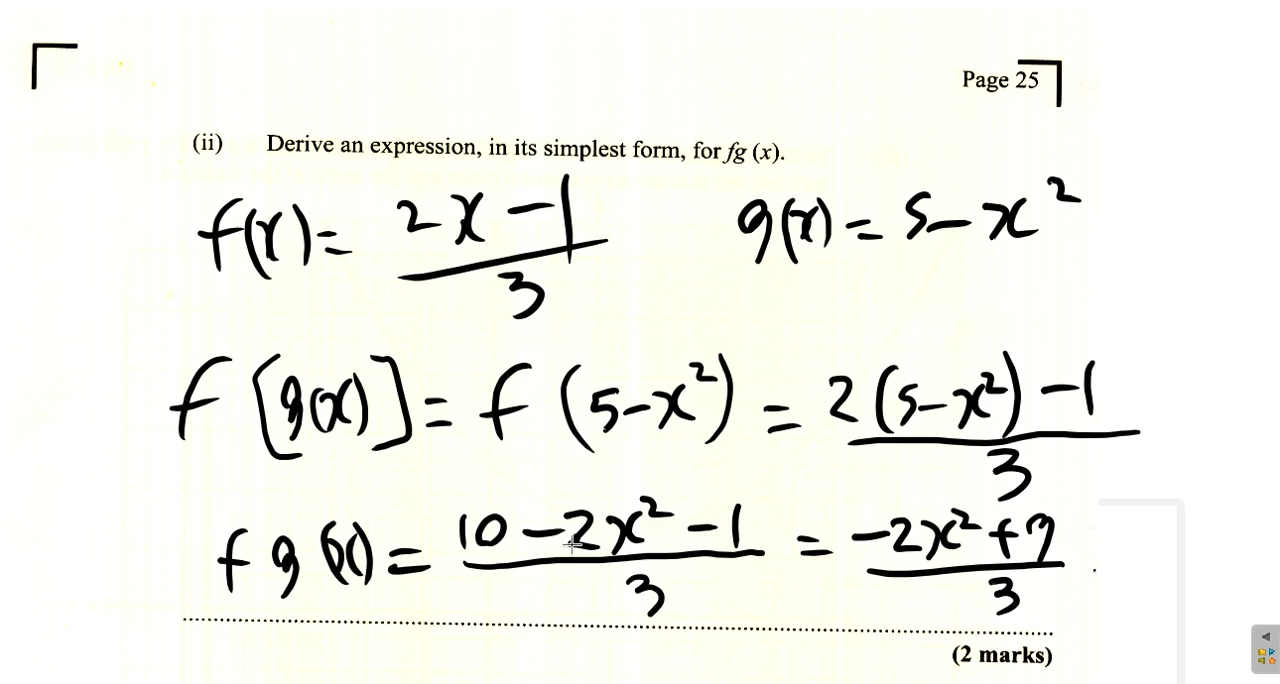 Page 25
(ii) Derive an expression, in its simplest form, for fg (x).
f(x) = 2x - 1 / 3 g(x) = 5 - x²
f [g(x)] = f (5-x²) = 2(5-x²) - 1 / 3
fg(x) = 10 - 2x² - 1 / 3 = -2x² + 9 / 3
(2 marks)